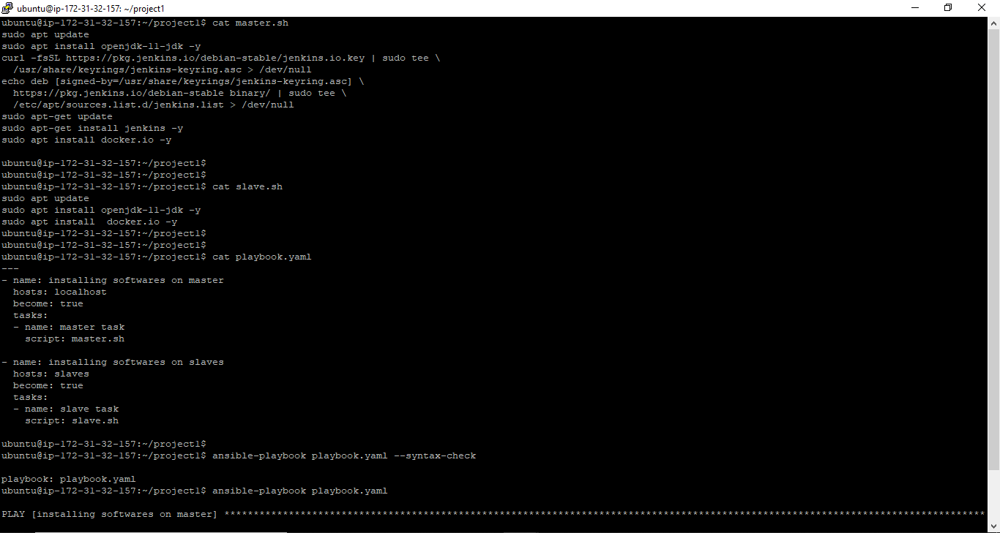 ubuntu@ip-172-31-32-157: ~/project1
ubuntu@ip-172-31-32-157:~/project1$ cat master.sh
sudo apt update
sudo apt install openjdk-11-jdk -y
curl -fsSL https://pkg.jenkins.io/debian-stable/jenkins.io.key | sudo tee \
  /usr/share/keyrings/jenkins-keyring.asc > /dev/null
echo deb [signed-by=/usr/share/keyrings/jenkins-keyring.asc] \
  https://pkg.jenkins.io/debian-stable binary/ | sudo tee \
  /etc/apt/sources.list.d/jenkins.list > /dev/null
sudo apt-get update
sudo apt-get install jenkins -y
sudo apt install docker.io -y
ubuntu@ip-172-31-32-157:~/project1$
ubuntu@ip-172-31-32-157:~/project1$
ubuntu@ip-172-31-32-157:~/project1$ cat slave.sh
sudo apt update
sudo apt install openjdk-11-jdk -y
sudo apt install  docker.io -y
ubuntu@ip-172-31-32-157:~/project1$
ubuntu@ip-172-31-32-157:~/project1$
ubuntu@ip-172-31-32-157:~/project1$ cat playbook.yaml
---
- name: installing softwares on master
  hosts: localhost
  become: true
  tasks:
  - name: master task
    script: master.sh
- name: installing softwares on slaves
  hosts: slaves
  become: true
  tasks:
  - name: slave task
    script: slave.sh
ubuntu@ip-172-31-32-157:~/project1$
ubuntu@ip-172-31-32-157:~/project1$ ansible-playbook playbook.yaml --syntax-check
playbook: playbook.yaml
ubuntu@ip-172-31-32-157:~/project1$ ansible-playbook playbook.yaml
PLAY [installing softwares on master] **********************************************************************************************************************************